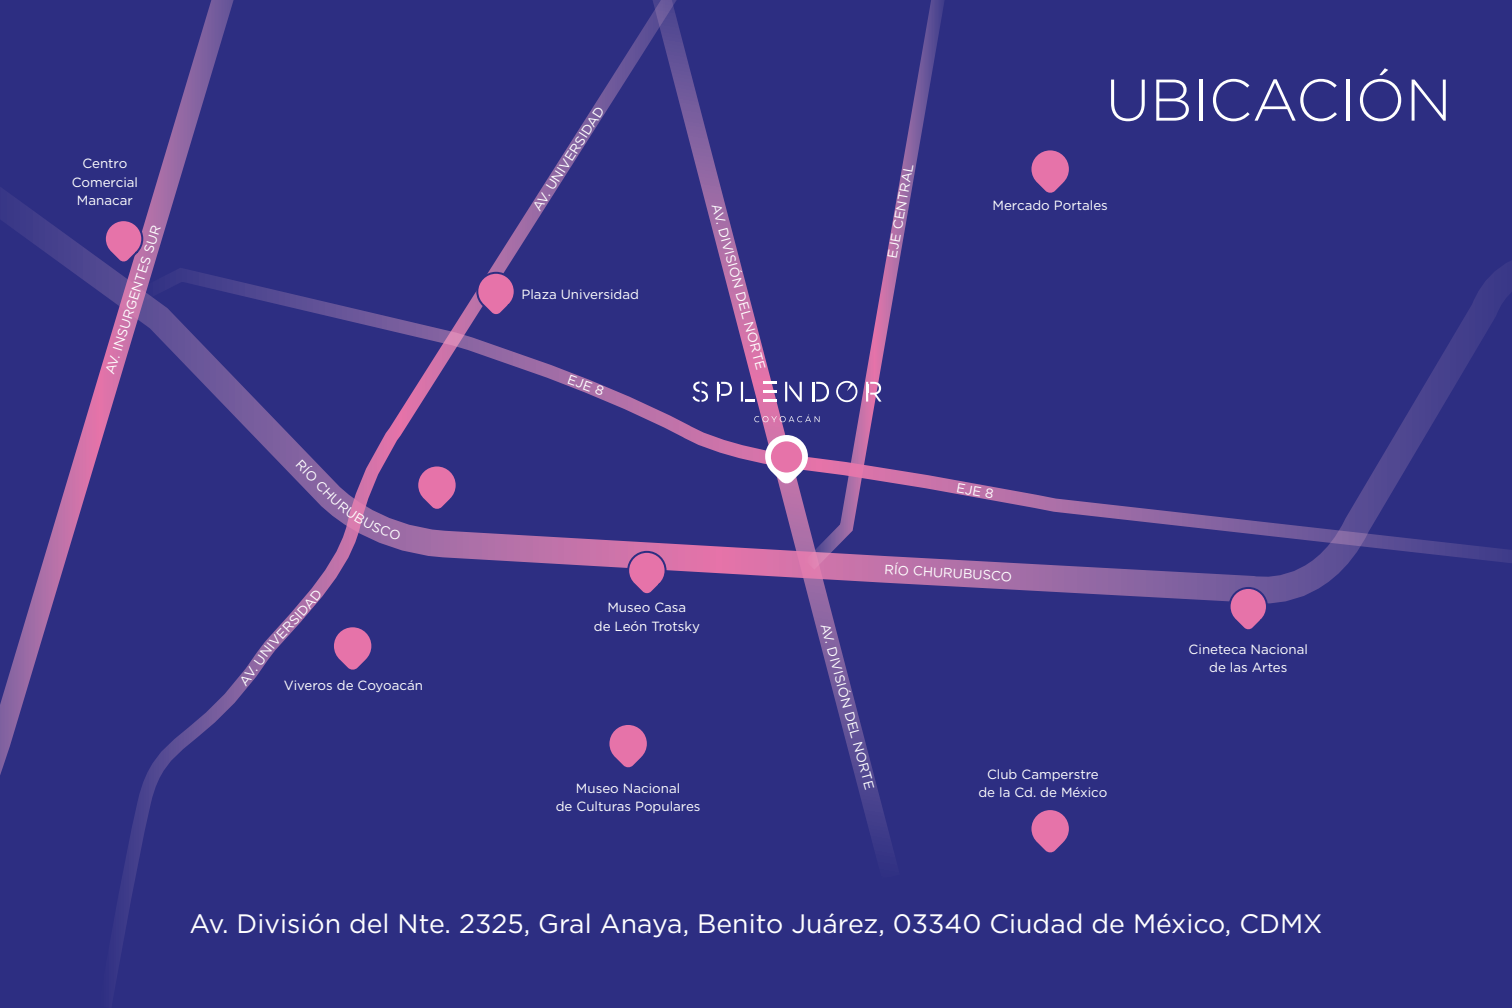 UBICACIÓN
Centro
Comercial
Manacar
AV. INSURGENTES SUR
AV. UNIVERSIDAD
Plaza Universidad
AV. DIVISIÓN DEL NORTE
EJE CENTRAL
Mercado Portales
EJE 8
SPLENDOR
COYOACÁN
EJE 8
RÍO CHURUBUSCO
RÍO CHURUBUSCO
Museo Casa
de León Trotsky
AV. UNIVERSIDAD
Viveros de Coyoacán
AV. DIVISIÓN DEL NORTE
Cineteca Nacional
de las Artes
Museo Nacional
de Culturas Populares
Club Camperstre
de la Cd. de México
Av. División del Nte. 2325, Gral Anaya, Benito Juárez, 03340 Ciudad de México, CDMX